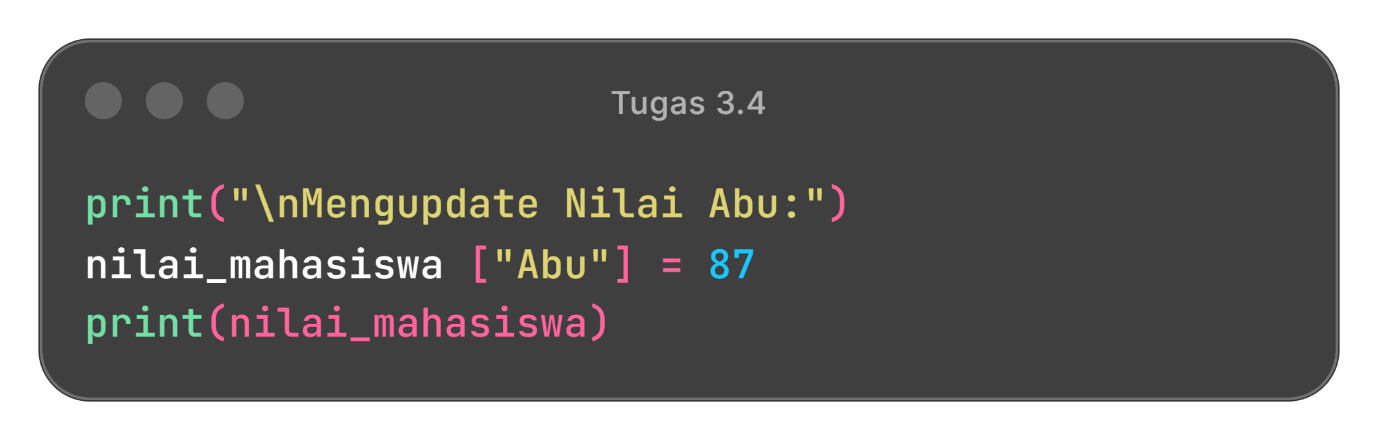 Tugas 3.4
print("\nMengupdate Nilai Abu:")
nilai_mahasiswa ["Abu"] = 87
print(nilai_mahasiswa)